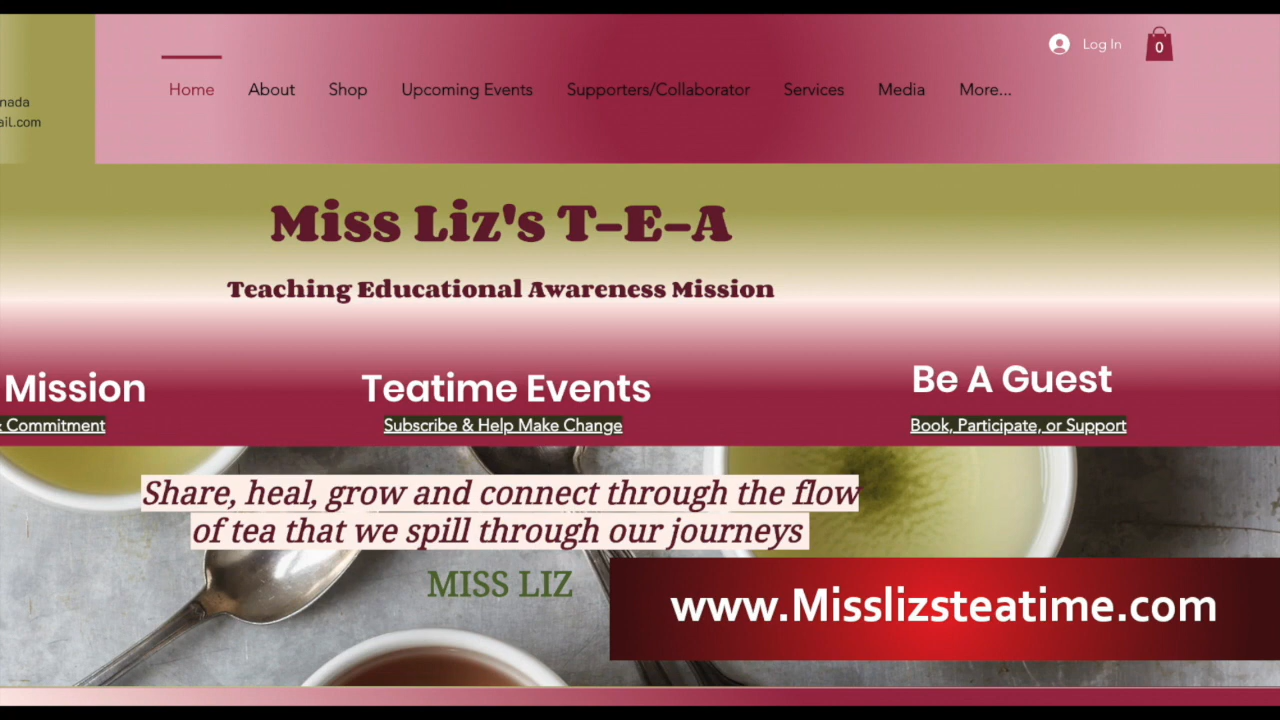 Log In
0
Home About Shop Upcoming Events Supporters/Collaborator Services Media More...
ail.com
Miss Liz's T-E-A
Teaching Educational Awareness Mission
Mission
Commitment
Teatime Events
Subscribe & Help Make Change
Be A Guest
Book, Participate, or Support
Share, heal, grow and connect through the flow
of tea that we spill through our journeys
MISS LIZ
www.Misslizsteatime.com